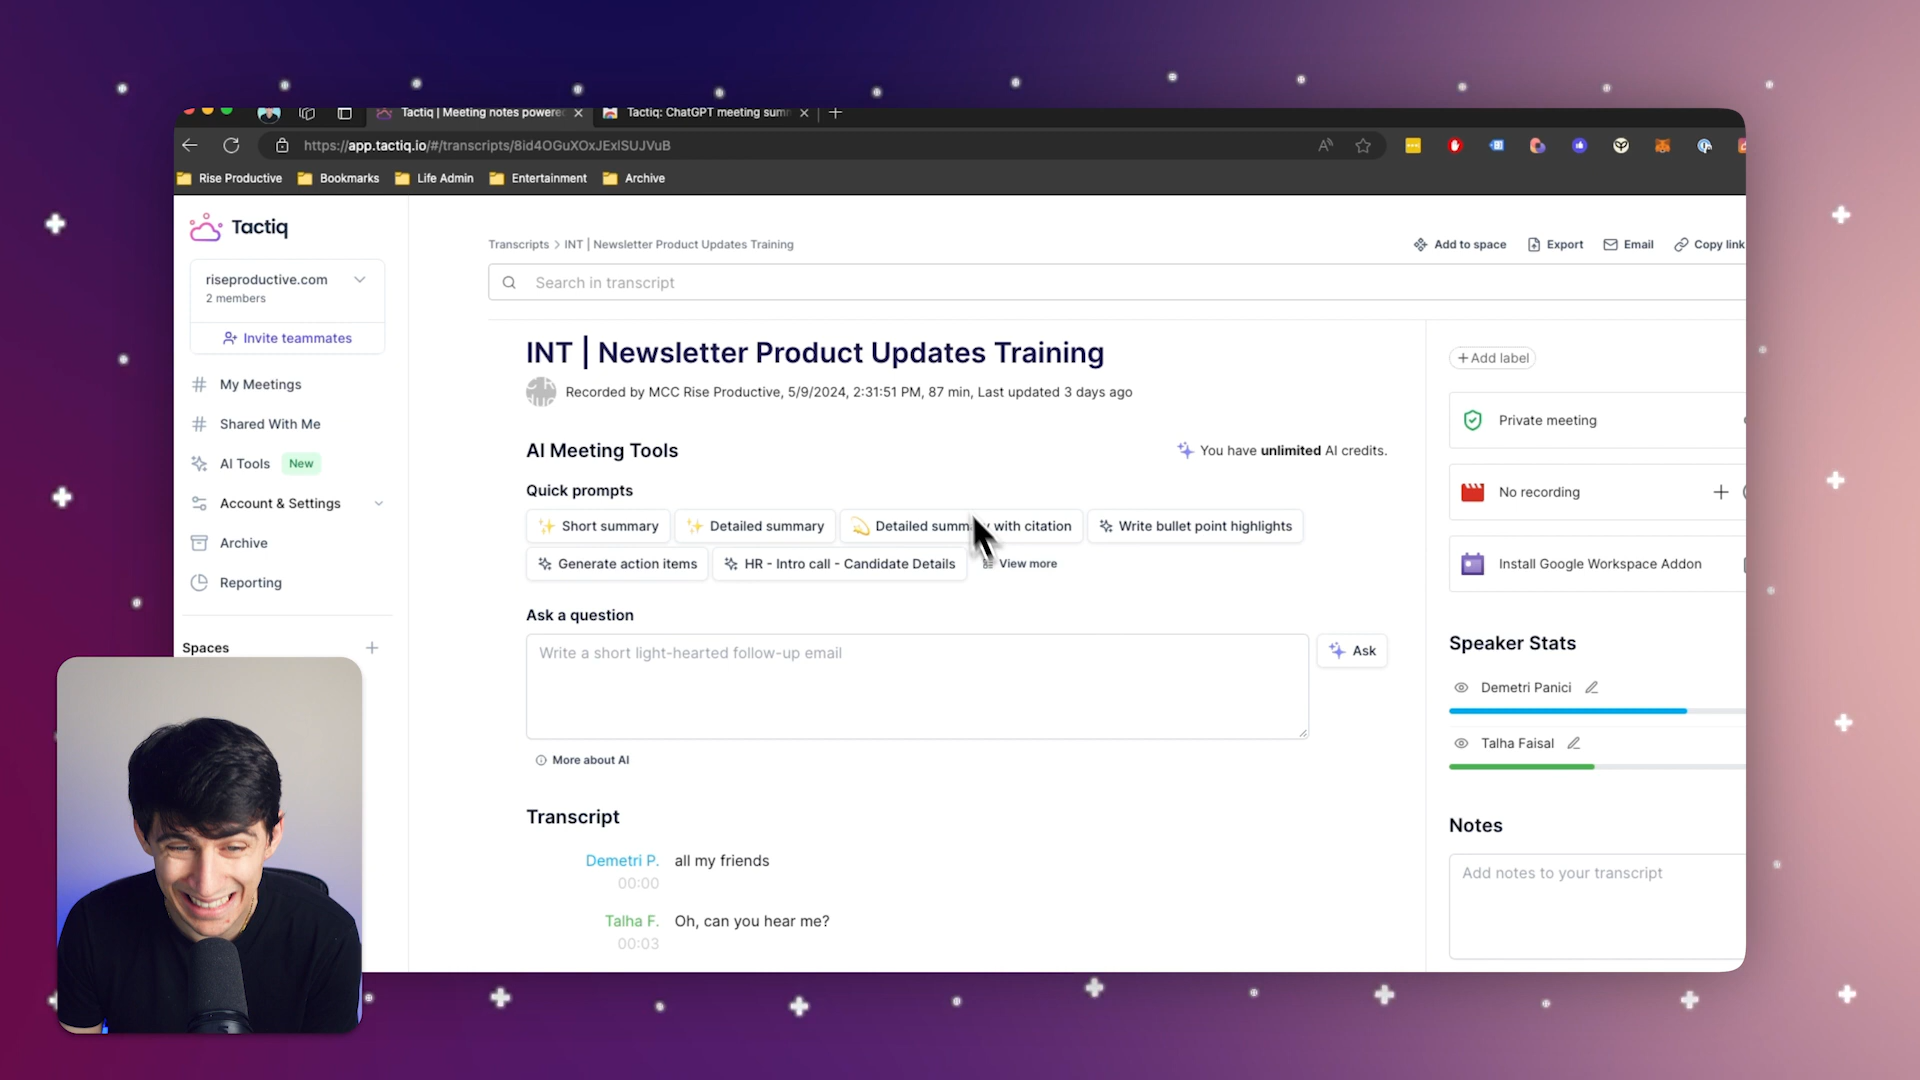 Tactiq | Meeting notes powere
Tactiq: ChatGPT meeting sum
https://app.tactiq.io/#/transcripts/8id4OGuXOxJExISUJVuB
Rise Productive
Bookmarks
Life Admin
Entertainment
Archive
Tactiq
riseproductive.com
2 members
Invite teammates
My Meetings
Shared With Me
AI Tools New
Account & Settings
Archive
Reporting
Spaces
Transcripts > INT | Newsletter Product Updates Training
Add to space
Export
Email
Copy link
Search in transcript
INT | Newsletter Product Updates Training
Recorded by MCC Rise Productive, 5/9/2024, 2:31:51 PM, 87 min, Last updated 3 days ago
AI Meeting Tools
You have unlimited AI credits.
Quick prompts
Short summary
Detailed summary
Detailed summ y with citation
Write bullet point highlights
Generate action items
HR - Intro call - Candidate Details
View more
Ask a question
Write a short light-hearted follow-up email
Ask
More about AI
Transcript
Demetri P. all my friends
00:00
Talha F. Oh, can you hear me?
00:03
+ Add label
Private meeting
No recording
Install Google Workspace Addon
Speaker Stats
Demetri Panici
Talha Faisal
Notes
Add notes to your transcript